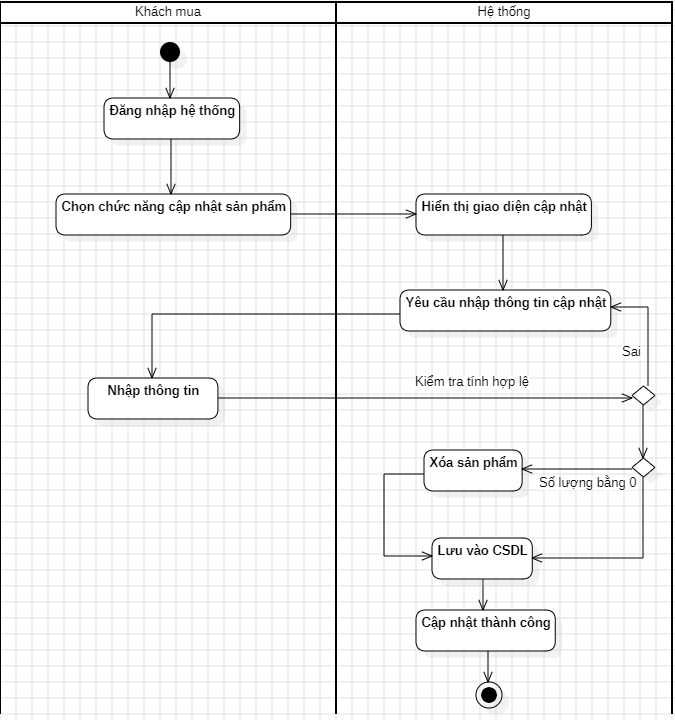 Khách mua
Hệ thống
Đăng nhập hệ thống
Chọn chức năng cập nhật sản phẩm
Hiển thị giao diện cập nhật
Yêu cầu nhập thông tin cập nhật
Sai
Nhập thông tin
Kiểm tra tính hợp lệ
Xóa sản phẩm
Số lượng bằng 0
Lưu vào CSDL
Cập nhật thành công